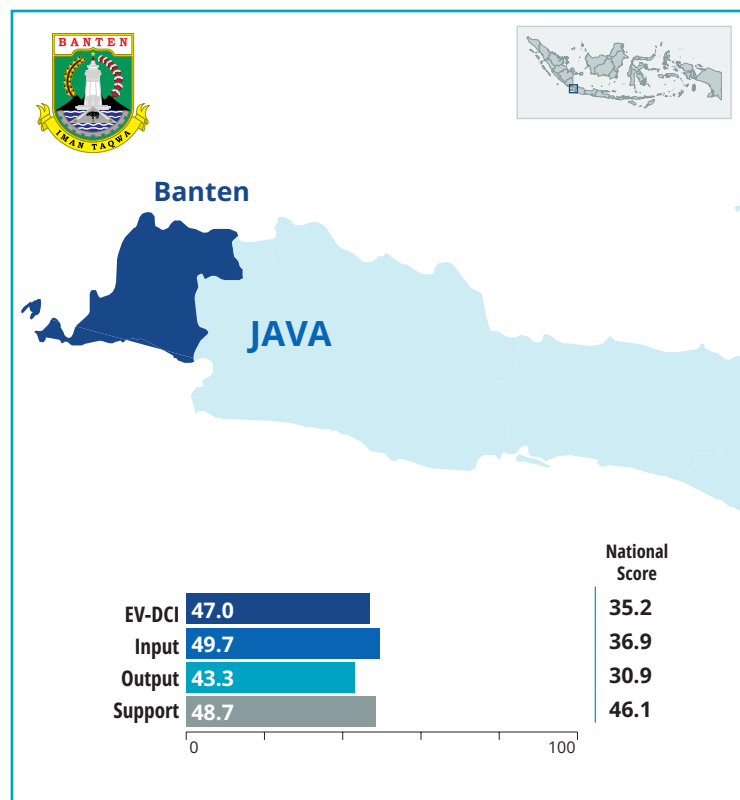 BANTEN
IMAN TAQWA
Banten
JAVA
National
Score
EV-DCI 47.0 35.2
Input 49.7 36.9
Output 43.3 30.9
Support 48.7 46.1
0 100